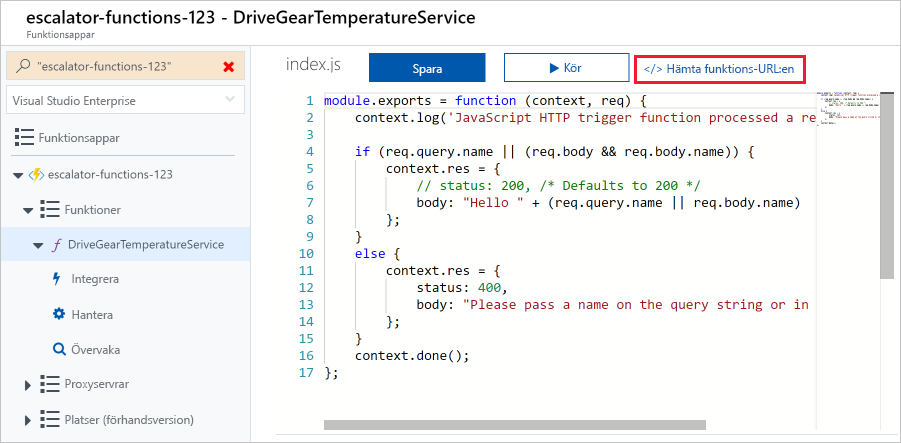 escalator-functions-123 - DriveGearTemperatureService
Funktionsappar
"escalator-functions-123"
Visual Studio Enterprise
Funktionsappar
escalator-functions-123
Funktioner
DriveGearTemperatureService
Integrera
Hantera
Övervaka
Proxyservrar
Platser (förhandsversion)
index.js
Spara
Kör
</> Hämta funktions-URL:en
1 module.exports = function (context, req) {
2 context.log('JavaScript HTTP trigger function processed a re
3
4 if (req.query.name || (req.body && req.body.name)) {
5 context.res = {
6 // status: 200, /* Defaults to 200 */
7 body: "Hello " + (req.query.name || req.body.name)
8 };
9 }
10 else {
11 context.res = {
12 status: 400,
13 body: "Please pass a name on the query string or in
14 };
15 }
16 context.done();
17 };